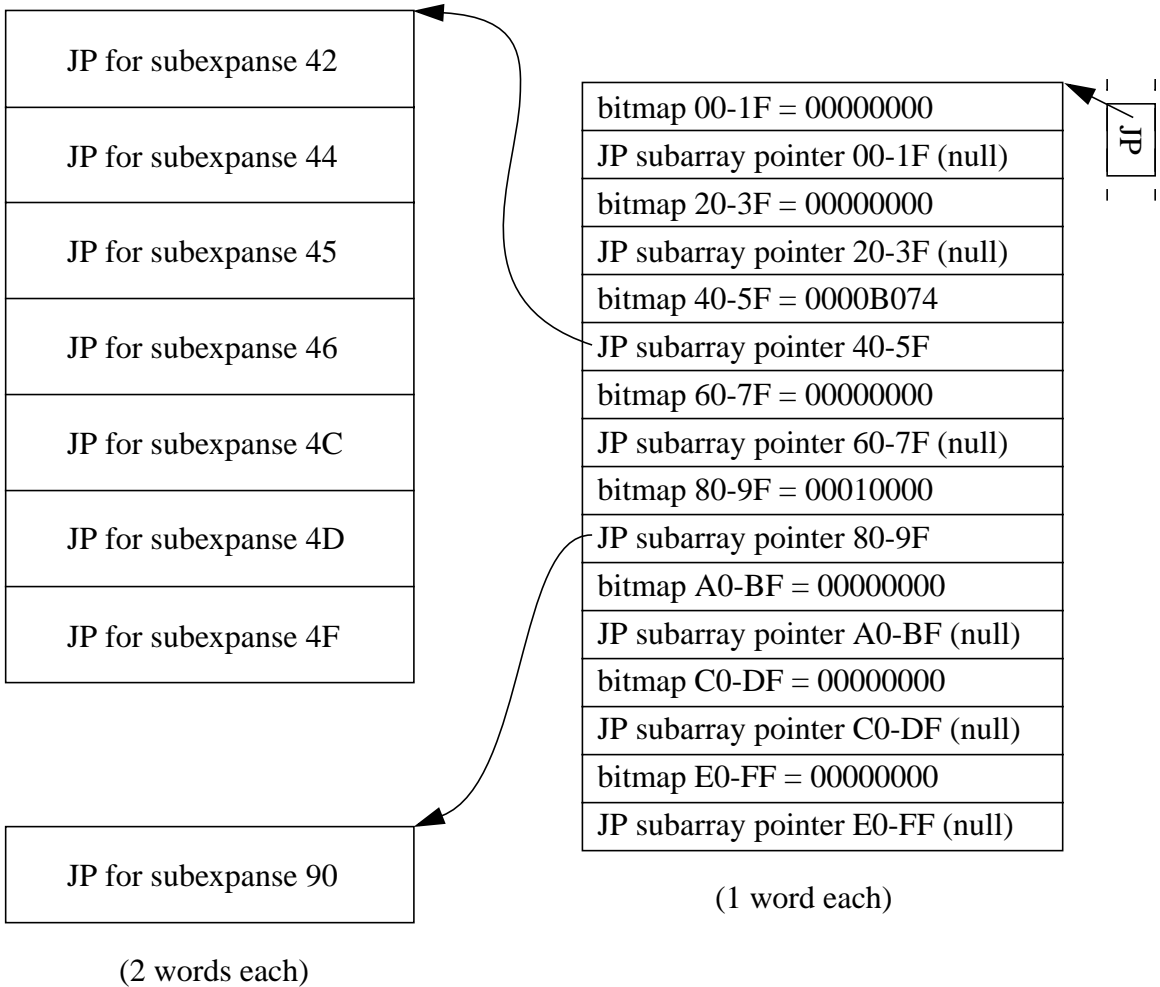 JP for subexpanse 42
JP for subexpanse 44
JP for subexpanse 45
JP for subexpanse 46
JP for subexpanse 4C
JP for subexpanse 4D
JP for subexpanse 4F
JP for subexpanse 90
(2 words each)
bitmap 00-1F = 00000000
JP subarray pointer 00-1F (null)
bitmap 20-3F = 00000000
JP subarray pointer 20-3F (null)
bitmap 40-5F = 0000B074
JP subarray pointer 40-5F
bitmap 60-7F = 00000000
JP subarray pointer 60-7F (null)
bitmap 80-9F = 00010000
JP subarray pointer 80-9F
bitmap A0-BF = 00000000
JP subarray pointer A0-BF (null)
bitmap C0-DF = 00000000
JP subarray pointer C0-DF (null)
bitmap E0-FF = 00000000
JP subarray pointer E0-FF (null)
(1 word each)
JP